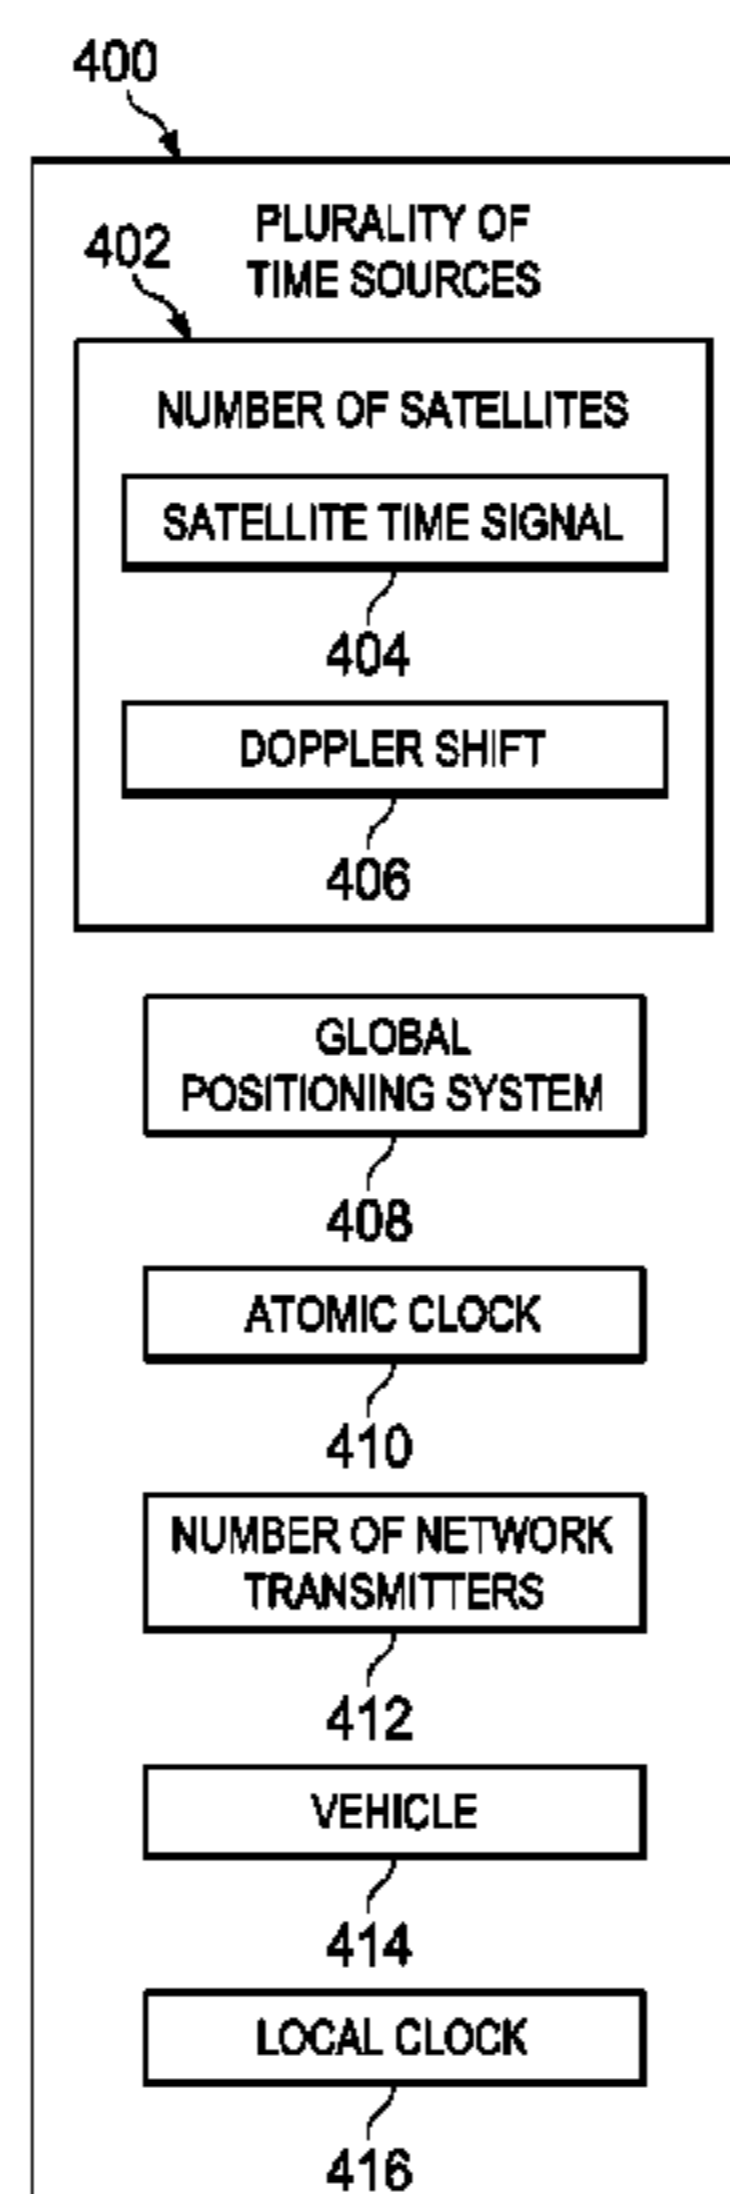 400
PLURALITY OF
TIME SOURCES
402
NUMBER OF SATELLITES
SATELLITE TIME SIGNAL
404
DOPPLER SHIFT
406
GLOBAL
POSITIONING SYSTEM
408
ATOMIC CLOCK
410
NUMBER OF NETWORK
TRANSMITTERS
412
VEHICLE
414
LOCAL CLOCK
416